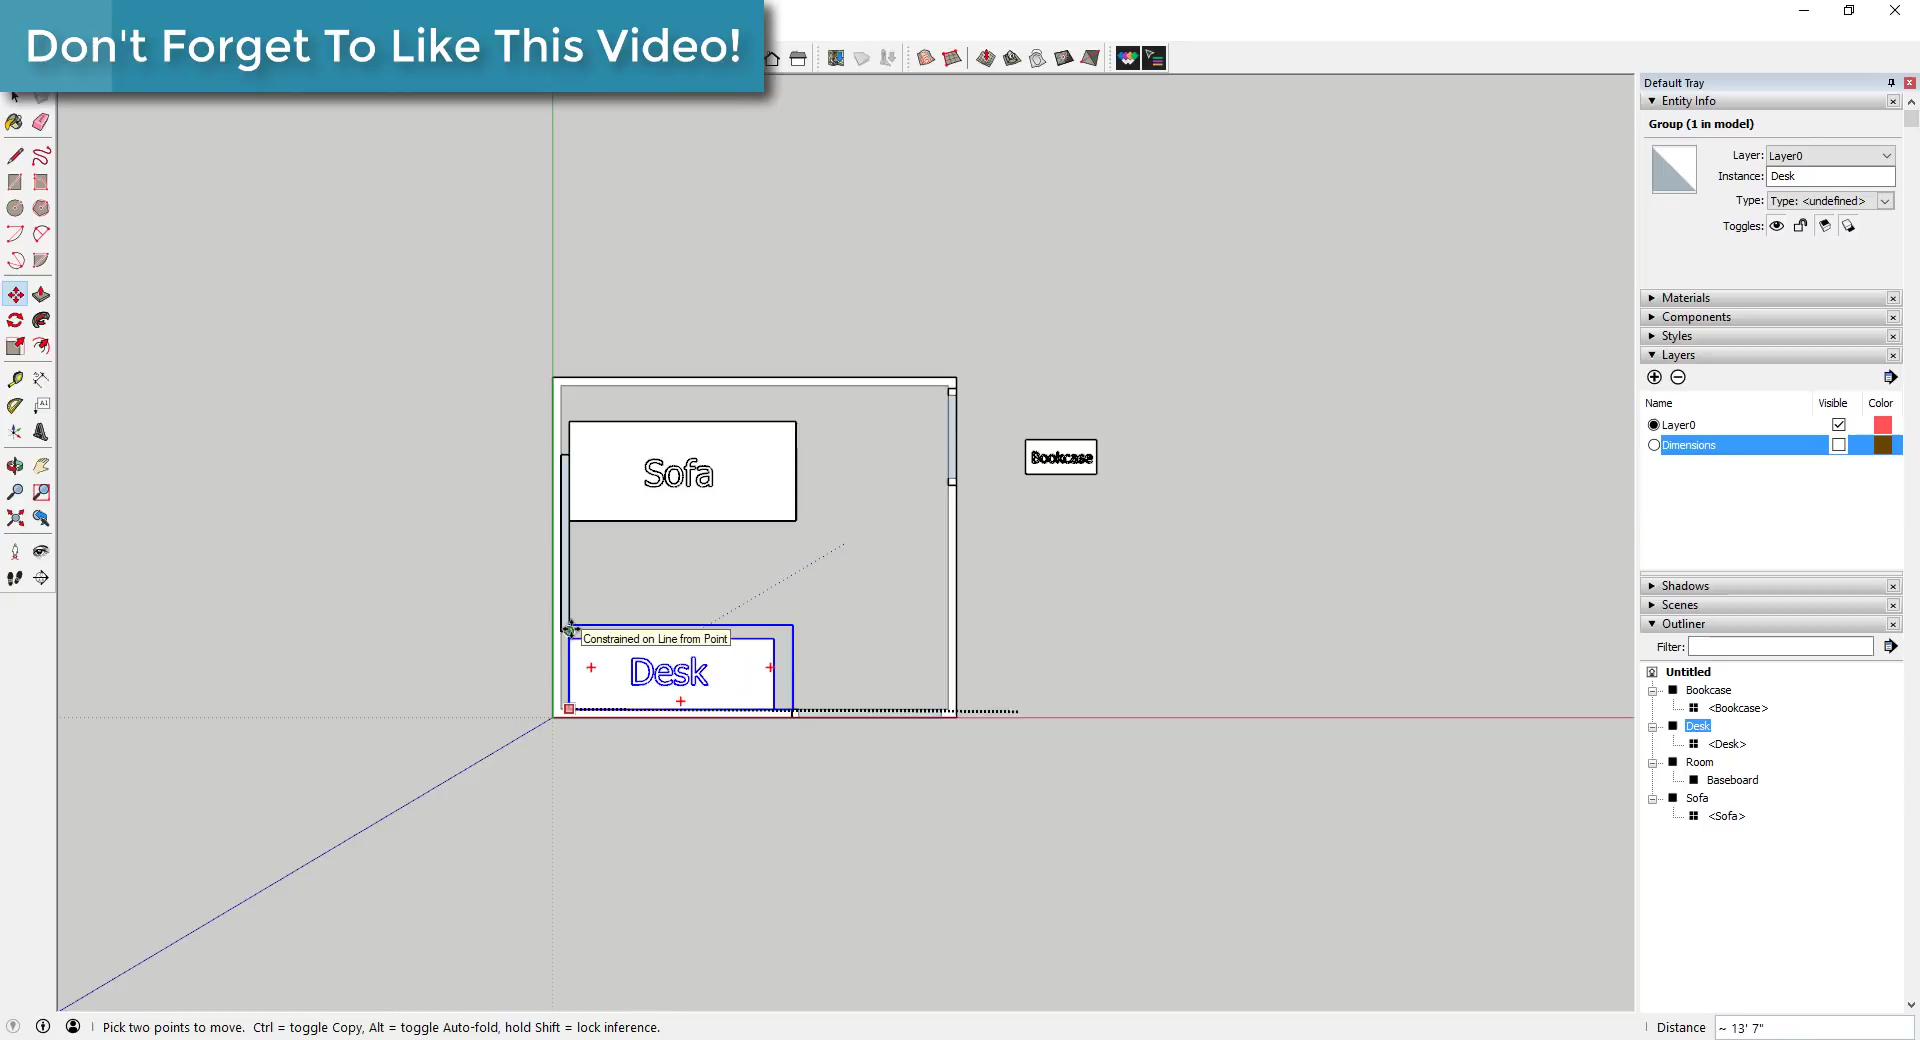 Don't Forget To Like This Video!
Default Tray
Entity Info
Group (1 in model)
Layer: Layer0
Instance: Desk
Type: Type: <undefined>
Toggles:
Materials
Components
Styles
Layers
Name Visible Color
Layer0
Dimensions
Sofa
Bookcase
Constrained on Line from Point
Desk
Shadows
Scenes
Outliner
Filter:
Untitled
Bookcase
<Bookcase>
Desk
<Desk>
Room
Baseboard
Sofa
<Sofa>
Pick two points to move. Ctrl = toggle Copy, Alt = toggle Auto-fold, hold Shift = lock inference.
Distance ~ 13' 7"